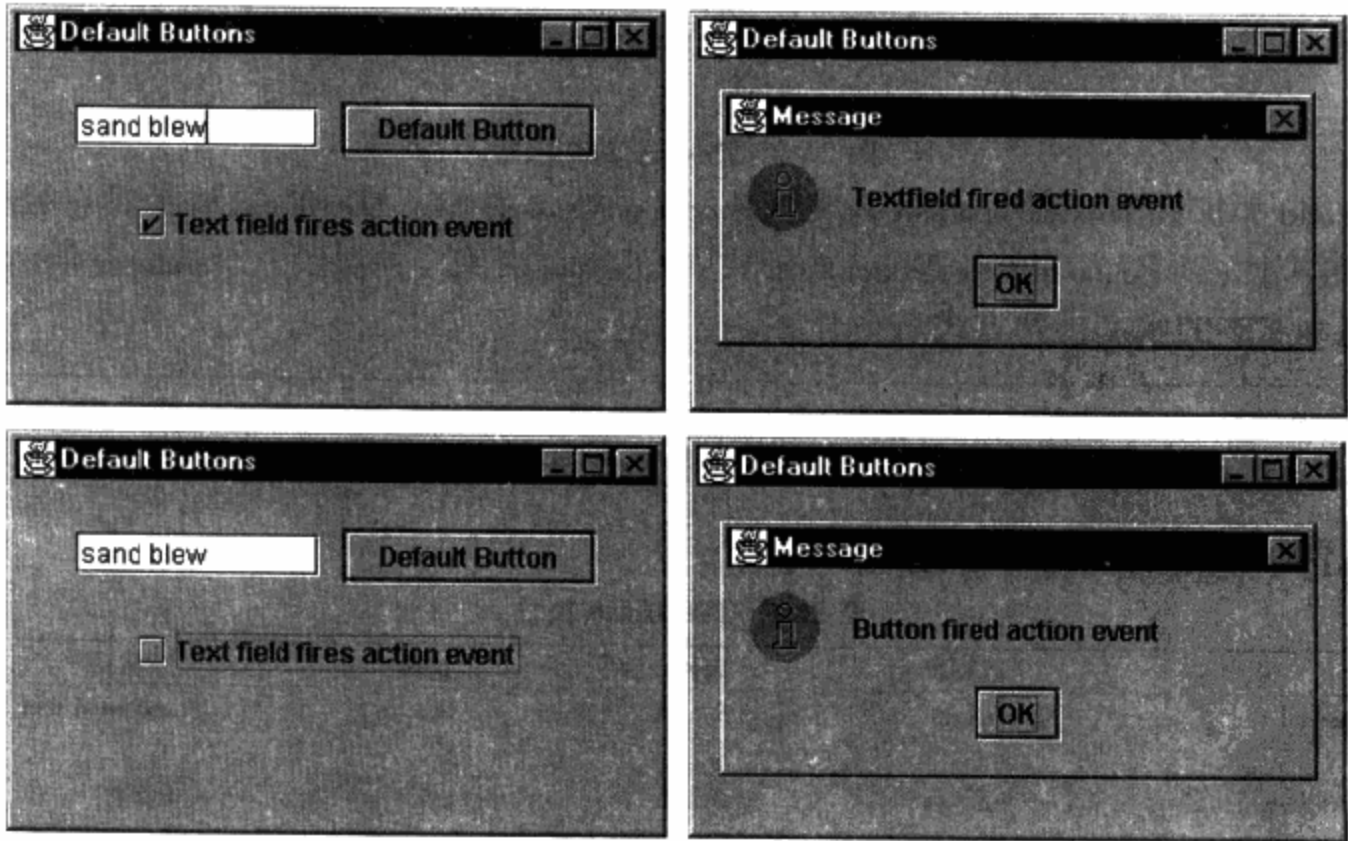 Default Buttons
sand blew
Default Button
Text field fires action event
Default Buttons
Message
Textfield fired action event
OK
Default Buttons
sand blew
Default Button
Text field fires action event
Default Buttons
Message
Button fired action event
OK